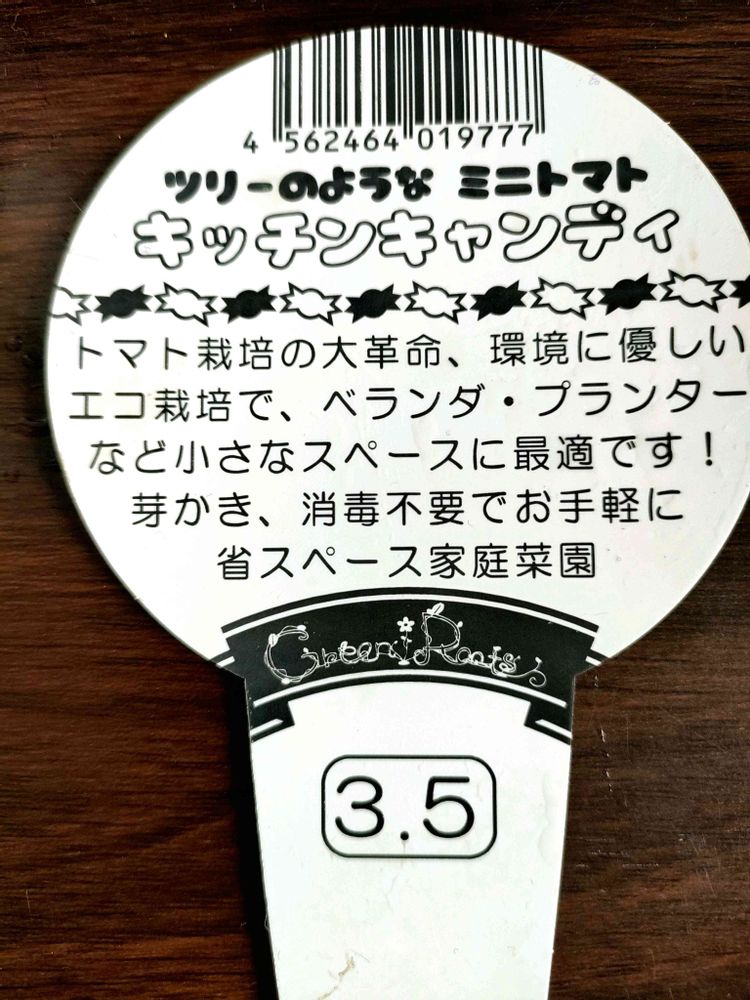 4 562464 019777
ツリーのような ミニトマト
キッチンキャンディ
トマト栽培の大革命、環境に優しい
エコ栽培で、ベランダ・プランター
など小さなスペースに最適です！
芽かき、消毒不要でお手軽に
省スペース家庭菜園
Green Roots
3.5